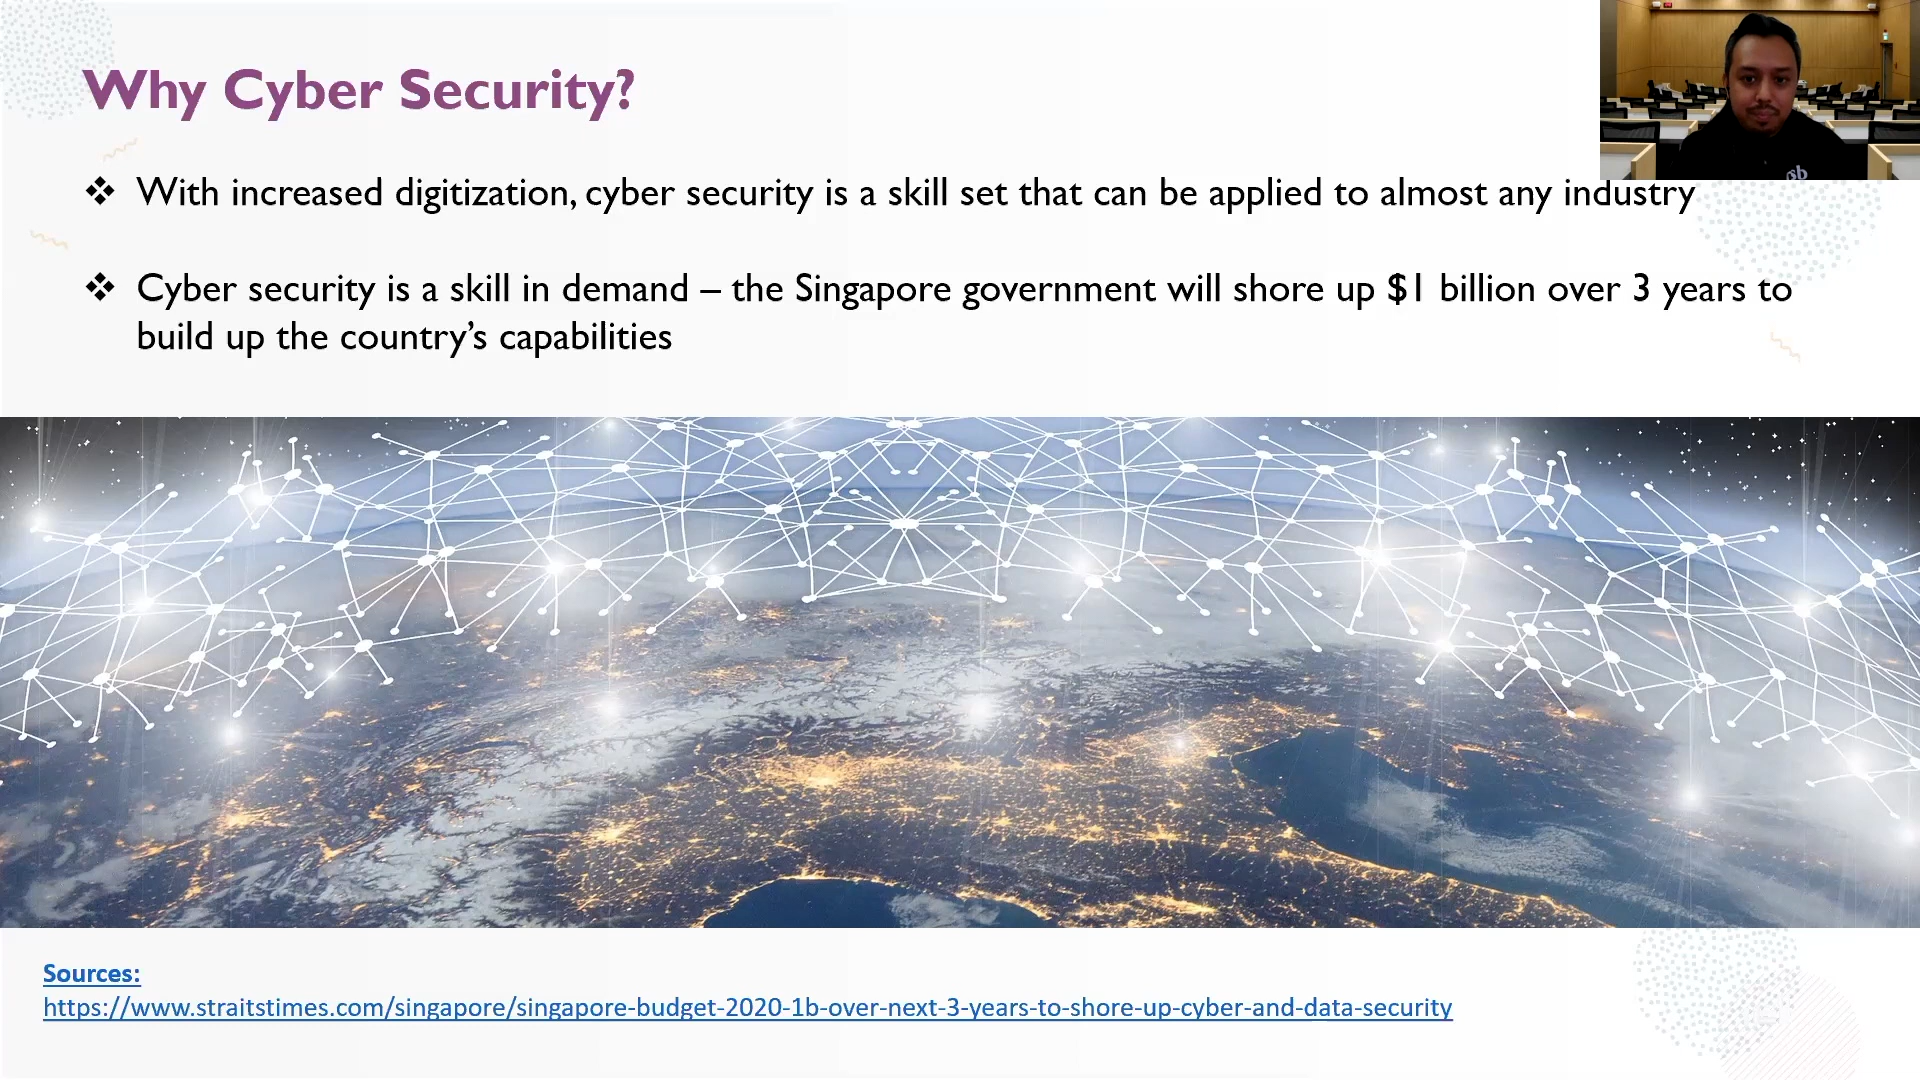 Why Cyber Security?
❖ With increased digitization, cyber security is a skill set that can be applied to almost any industry
❖ Cyber security is a skill in demand – the Singapore government will shore up $1 billion over 3 years to
build up the country’s capabilities
Sources:
https://www.straitstimes.com/singapore/singapore-budget-2020-1b-over-next-3-years-to-shore-up-cyber-and-data-security